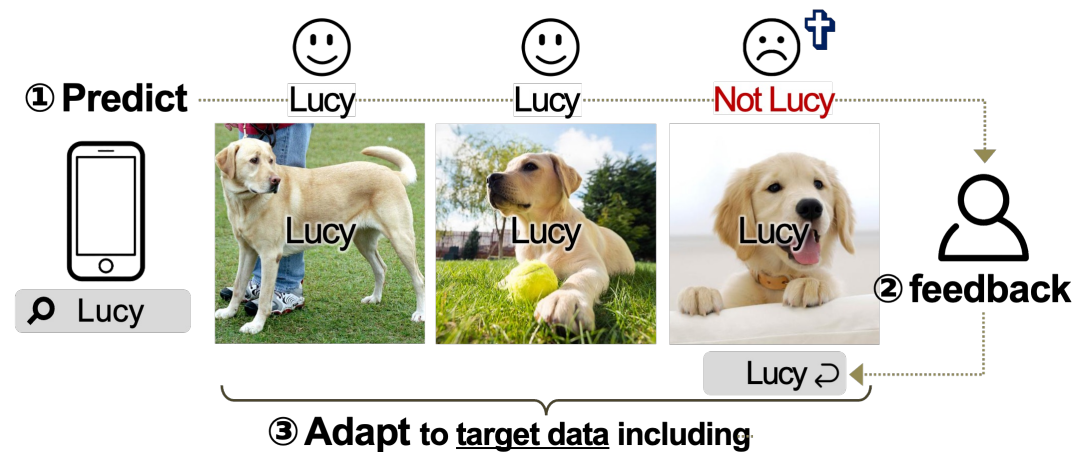 ① Predict
Lucy
Lucy
Not Lucy
Lucy
Lucy
Lucy
Lucy
② feedback
Lucy
③ Adapt to target data including